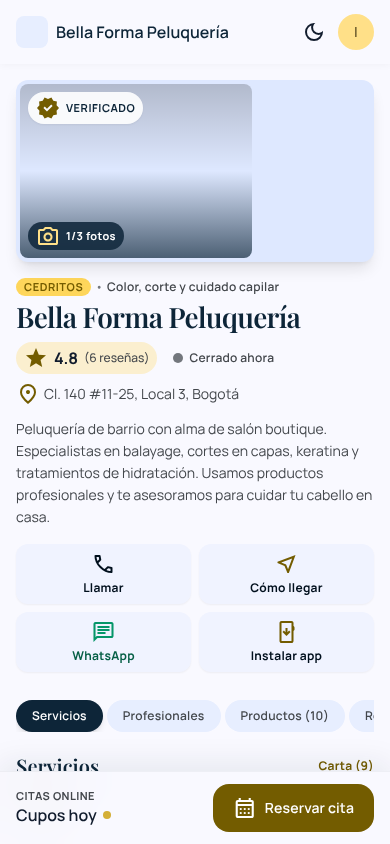 Bella Forma Peluquería
I
VERIFICADO
1/3 fotos
CEDRITOS • Color, corte y cuidado capilar
Bella Forma Peluquería
4.8 (6 reseñas) Cerrado ahora
Cl. 140 #11-25, Local 3, Bogotá
Peluquería de barrio con alma de salón boutique.
Especialistas en balayage, cortes en capas, keratina y
tratamientos de hidratación. Usamos productos
profesionales y te asesoramos para cuidar tu cabello en
casa.
Llamar
Cómo llegar
WhatsApp
Instalar app
Servicios Profesionales Productos (10)
Servicios Carta (9)
CITAS ONLINE
Cupos hoy
Reservar cita